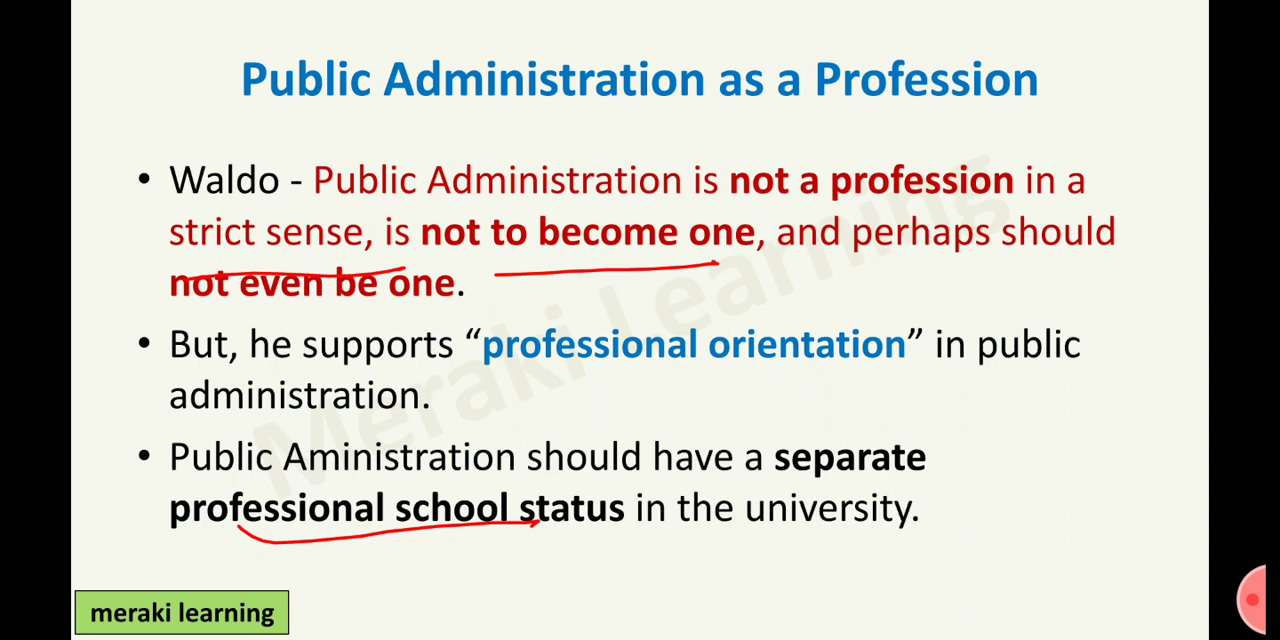 Public Administration as a Profession
• Waldo - Public Administration is not a profession in a
strict sense, is not to become one, and perhaps should
not even be one.
• But, he supports “professional orientation” in public
administration.
• Public Aministration should have a separate
professional school status in the university.
Meraki Learning
meraki learning